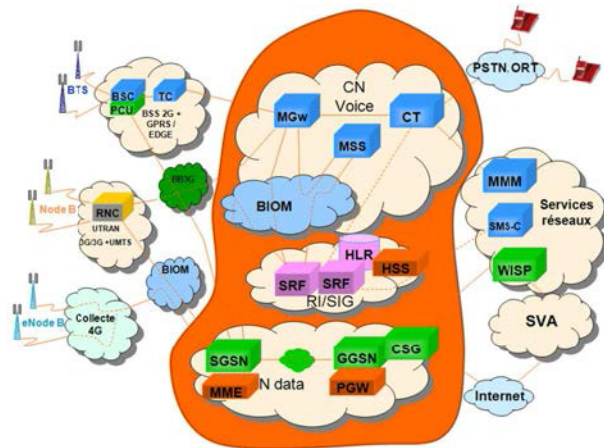 BTS
BSC
PCU
TC
BSS 2G +
GPRS /
EDGE
CN
Voice
MGw
CT
MSS
BIOM
PSTN, ORT
Node B
RNC
UTRAN
3G/3G +UMTS
BIOM
eNode B
Collecte
4G
HLR
HSS
SRF
SRF
RI/SIG
MMM
Services
réseaux
SMS-C
WISP
SVA
SGSN
MME
GGSN
CSG
PGW
N data
Internet